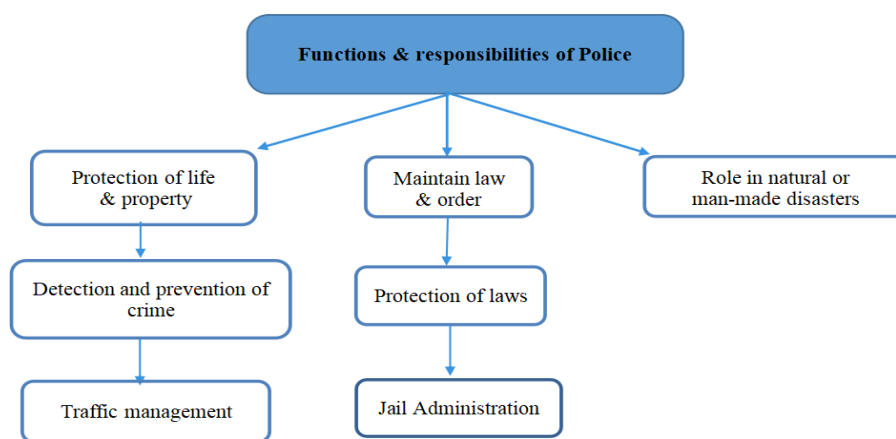 Functions & responsibilities of Police
Protection of life
& property
Maintain law
& order
Role in natural or
man-made disasters
Detection and prevention of
crime
Protection of laws
Traffic management
Jail Administration